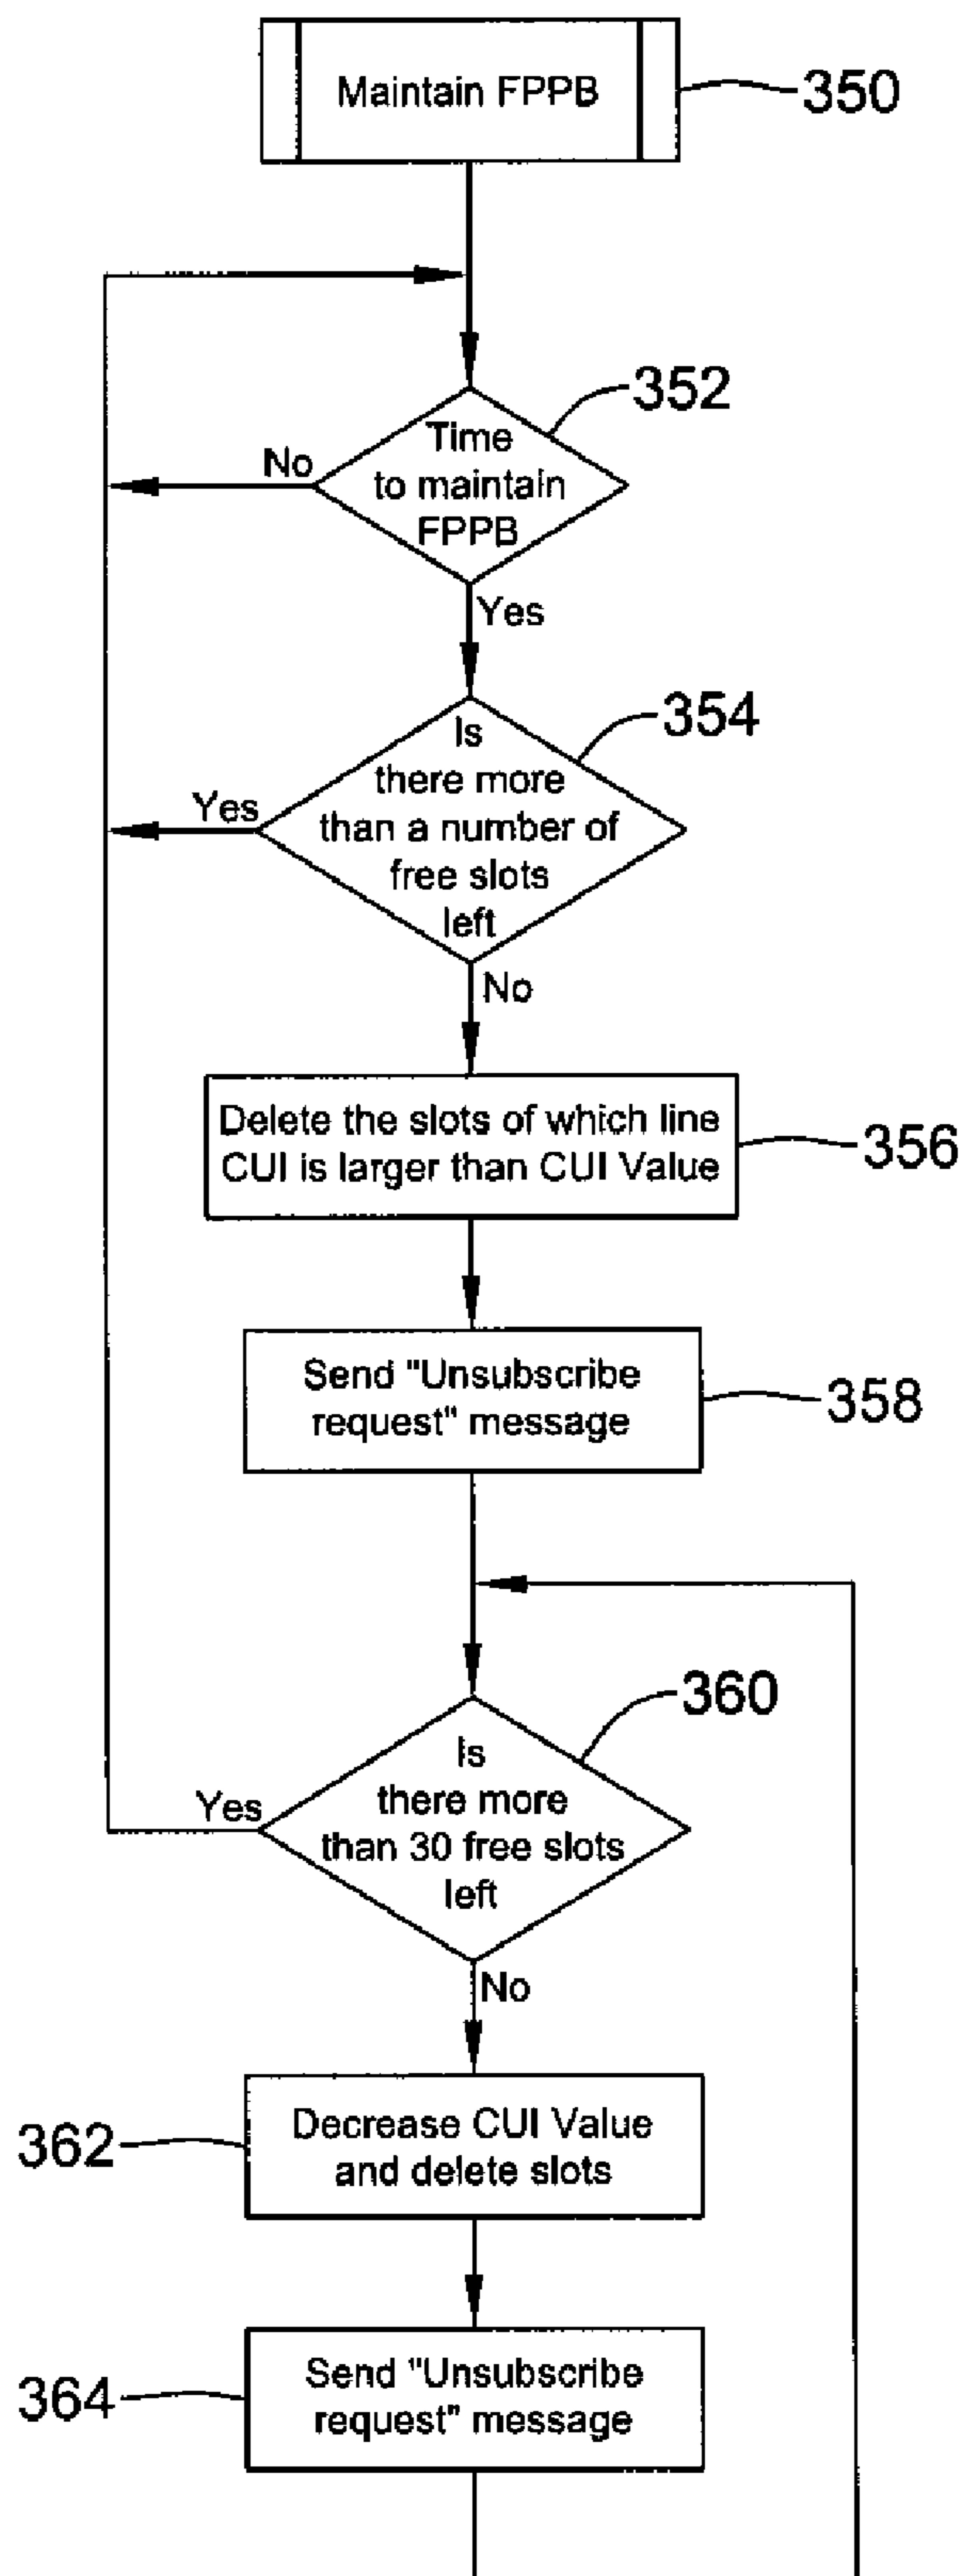 Maintain FPPB
350
352
Time
to maintain
FPPB
No
Yes
354
Is
there more
than a number of
free slots
left
Yes
No
Delete the slots of which line
CUI is larger than CUI Value
356
Send "Unsubscribe
request" message
358
360
Is
there more
than 30 free slots
left
Yes
No
Decrease CUI Value
and delete slots
362
Send "Unsubscribe
request" message
364